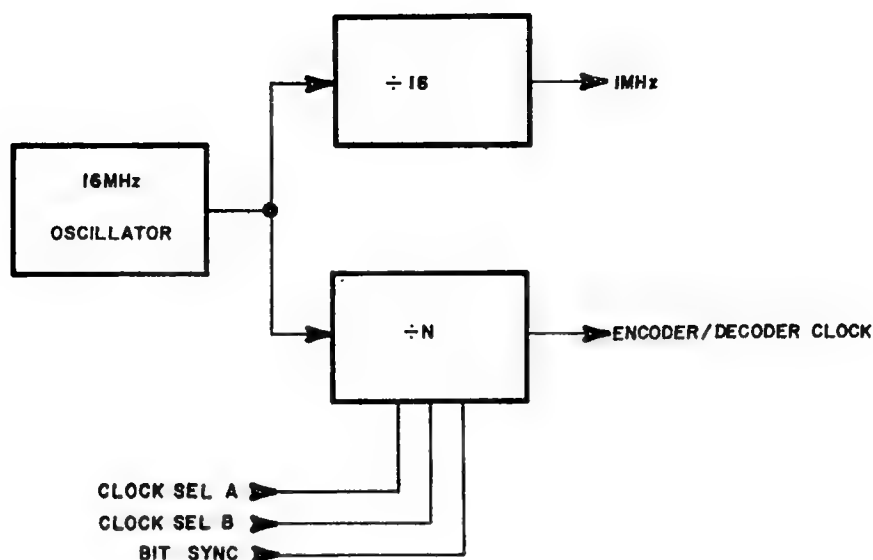 ÷ 16
1MHz
16MHz
OSCILLATOR
÷N
ENCODER/DECODER CLOCK
CLOCK SEL A
CLOCK SEL B
BIT SYNC